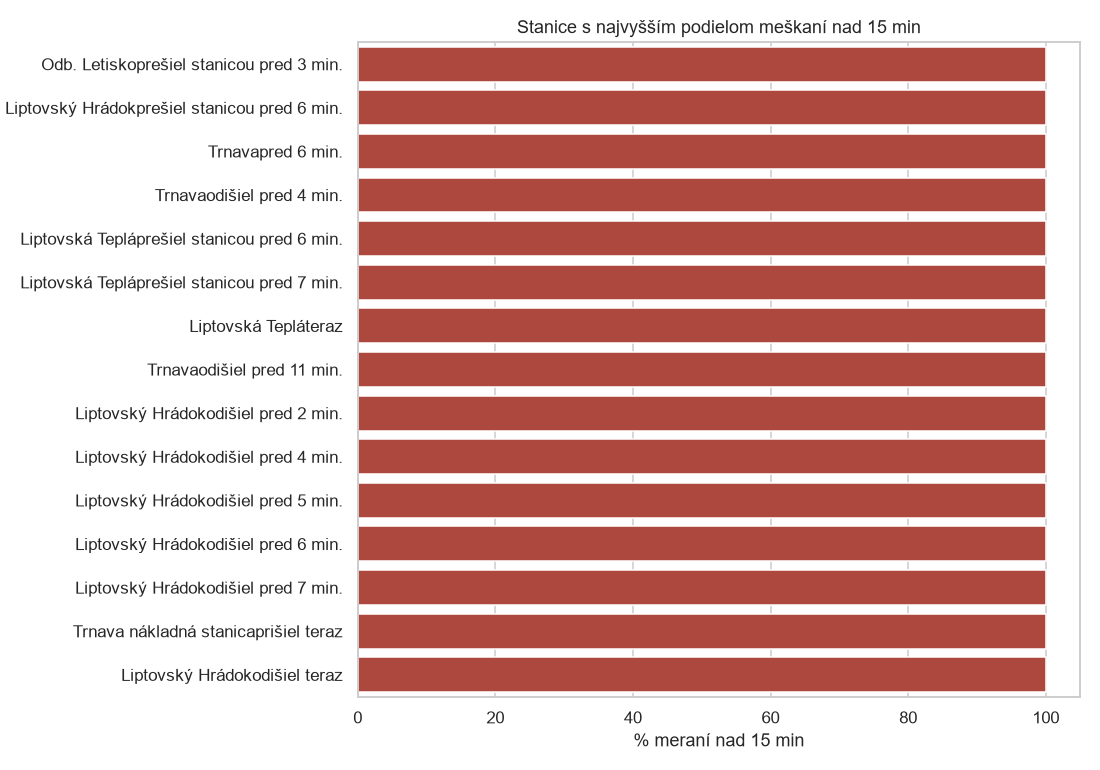 Stanice s najvyšším podielom meškaní nad 15 min
Odb. Letiskoprešiel stanicou pred 3 min.
Liptovský Hrádokprešiel stanicou pred 6 min.
Trnavapred 6 min.
Trnavaodišiel pred 4 min.
Liptovská Tepláprešiel stanicou pred 6 min.
Liptovská Tepláprešiel stanicou pred 7 min.
Liptovská Tepláteraz
Trnavaodišiel pred 11 min.
Liptovský Hrádokodišiel pred 2 min.
Liptovský Hrádokodišiel pred 4 min.
Liptovský Hrádokodišiel pred 5 min.
Liptovský Hrádokodišiel pred 6 min.
Liptovský Hrádokodišiel pred 7 min.
Trnava nákladná stanicaprišiel teraz
Liptovský Hrádokodišiel teraz
0 20 40 60 80 100
% meraní nad 15 min